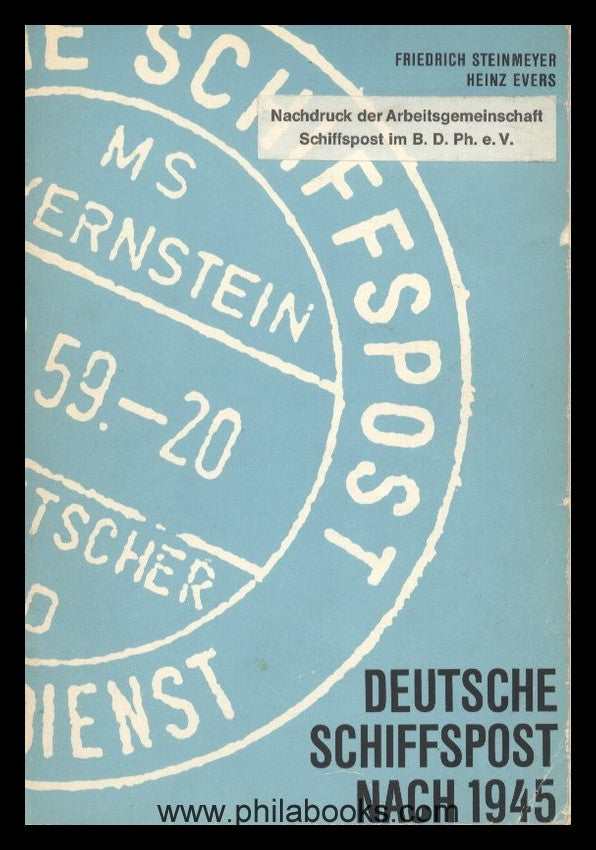 FRIEDRICH STEINMEYER
HEINZ EVERS
Nachdruck der Arbeitsgemeinschaft
Schiffspost im B. D. Ph. e. V.
E SCHIFFSPOST
MS
YERNSTEIN
59.—20
TSCHER
DIENST
DEUTSCHE
SCHIFFSPOST
NACH 1945
www.philabooks.com